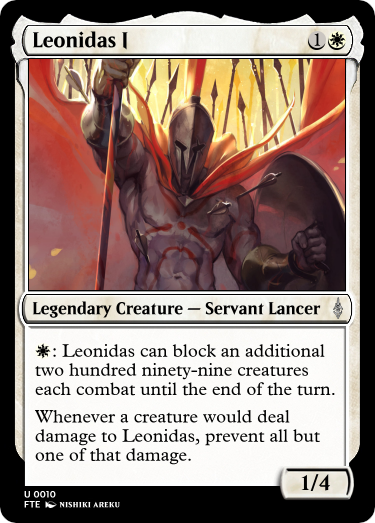 Leonidas I
1
Legendary Creature — Servant Lancer
: Leonidas can block an additional
two hundred ninety-nine creatures
each combat until the end of the turn.
Whenever a creature would deal
damage to Leonidas, prevent all but
one of that damage.
1/4
U 0010
FTE NISHIKI AREKU